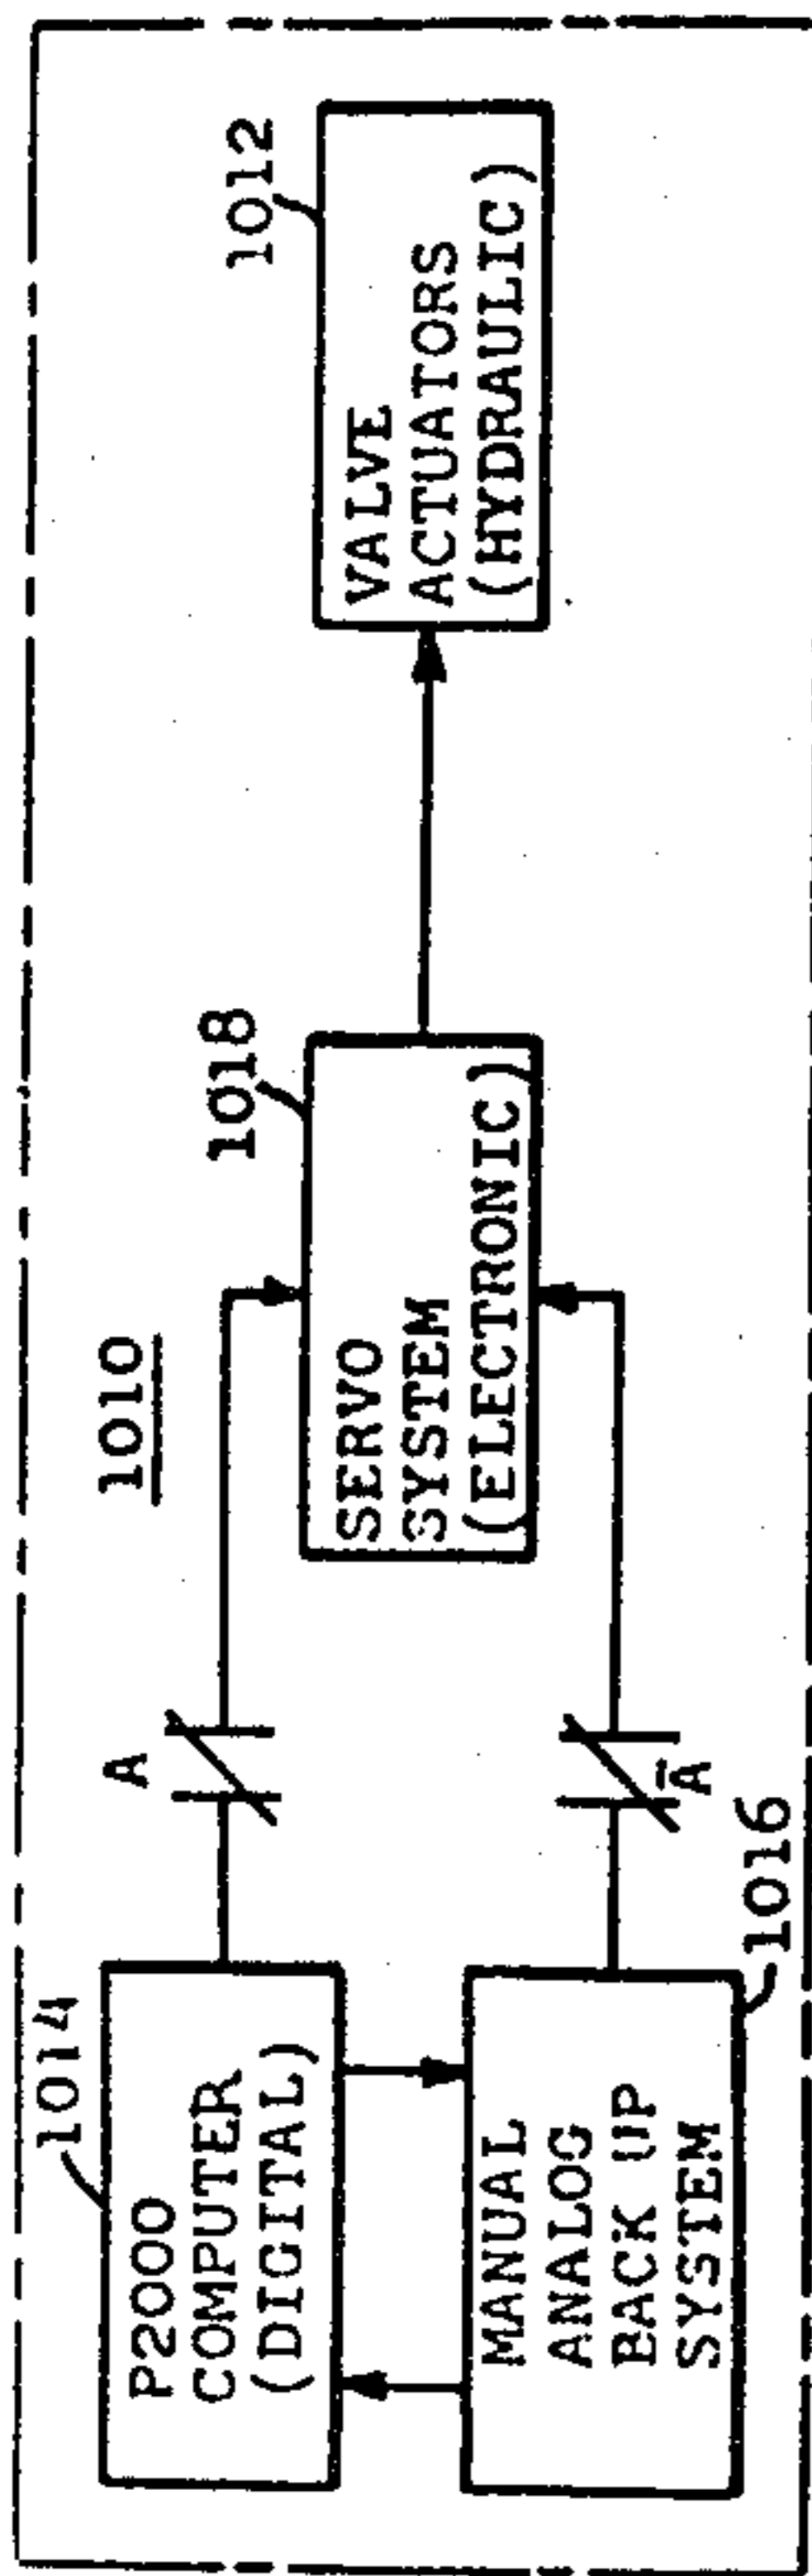 1010
1014
P2000
COMPUTER
(DIGITAL)
A
1018
SERVO
SYSTEM
(ELECTRONIC)
1012
VALVE
ACTUATORS
(HYDRAULIC)
MANUAL
ANALOG
BACK UP
SYSTEM
Ā
1016